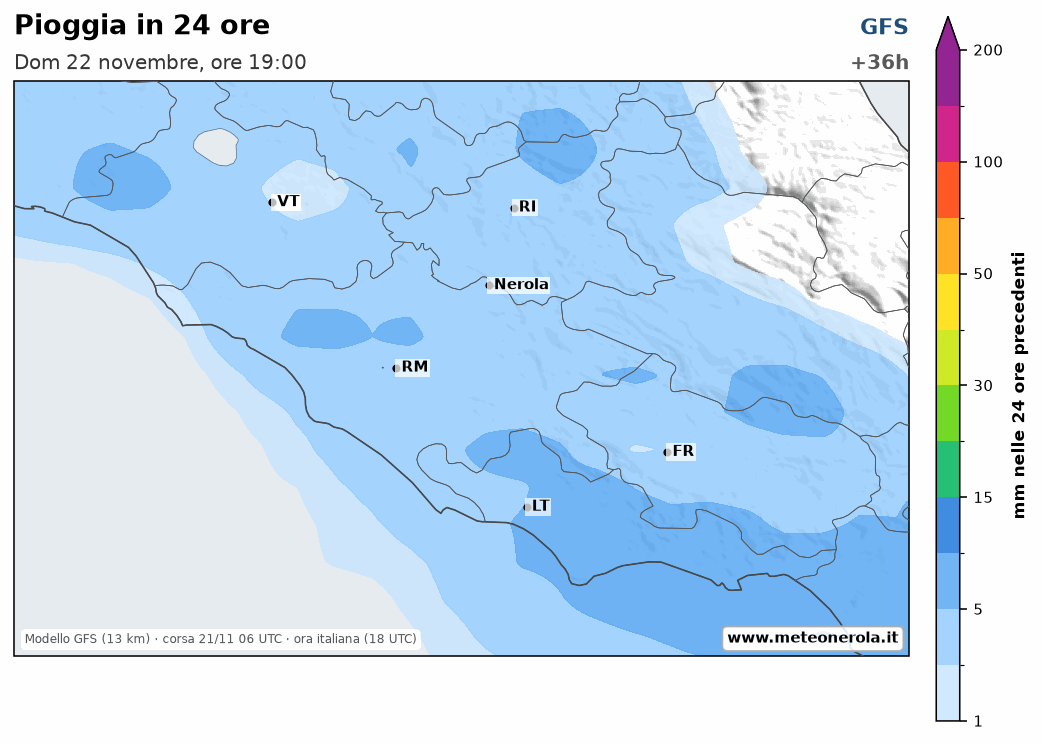 Pioggia in 24 ore
GFS
Dom 22 novembre, ore 19:00
+36h
VT
RI
Nerola
RM
FR
LT
Modello GFS (13 km) · corsa 21/11 06 UTC · ora italiana (18 UTC)
www.meteonerola.it
200
100
50
30
15
5
1
mm nelle 24 ore precedenti